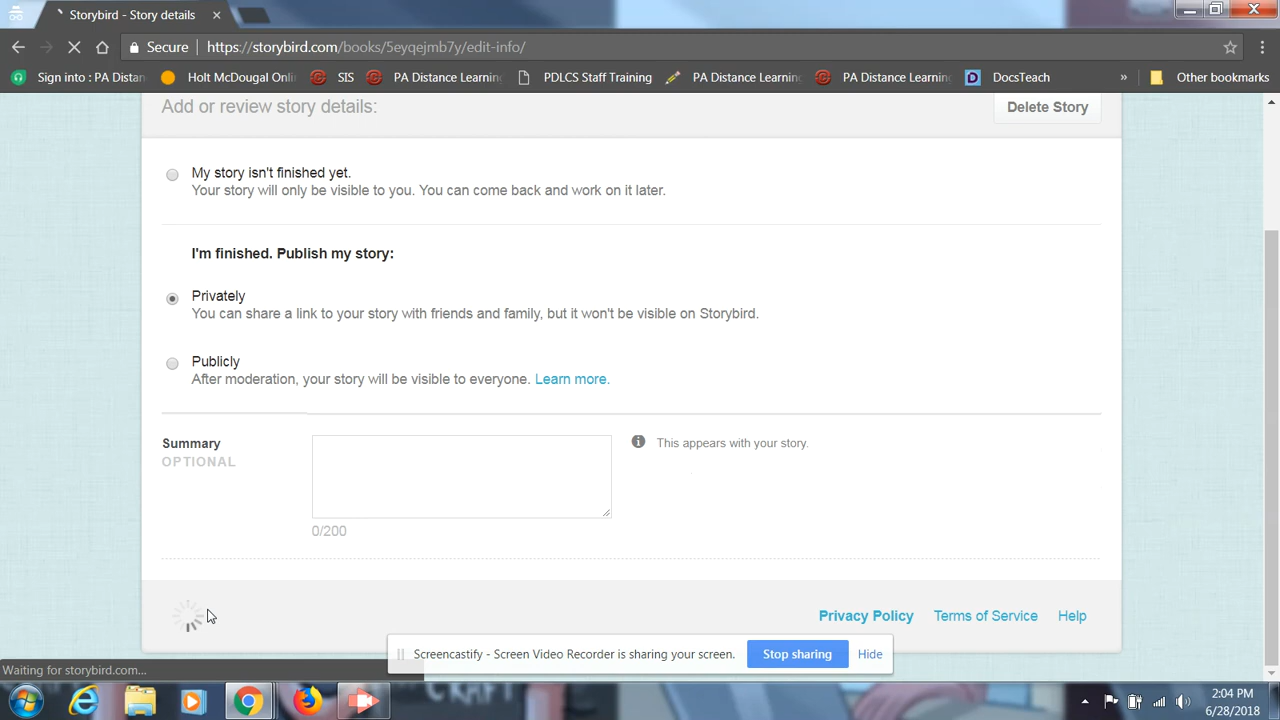 Storybird - Story details
Secure https://storybird.com/books/5eyqejmb7y/edit-info/
Sign into : PA Distan Holt McDougal Onli SIS PA Distance Learnin PDLCS Staff Training PA Distance Learnin PA Distance Learnin DocsTeach » Other bookmarks
Add or review story details:
Delete Story
My story isn't finished yet.
Your story will only be visible to you. You can come back and work on it later.
I'm finished. Publish my story:
Privately
You can share a link to your story with friends and family, but it won't be visible on Storybird.
Publicly
After moderation, your story will be visible to everyone. Learn more.
Summary
This appears with your story.
OPTIONAL
0/200
Privacy Policy Terms of Service Help
Screencastify - Screen Video Recorder is sharing your screen. Stop sharing Hide
Waiting for storybird.com...
2:04 PM
6/28/2018